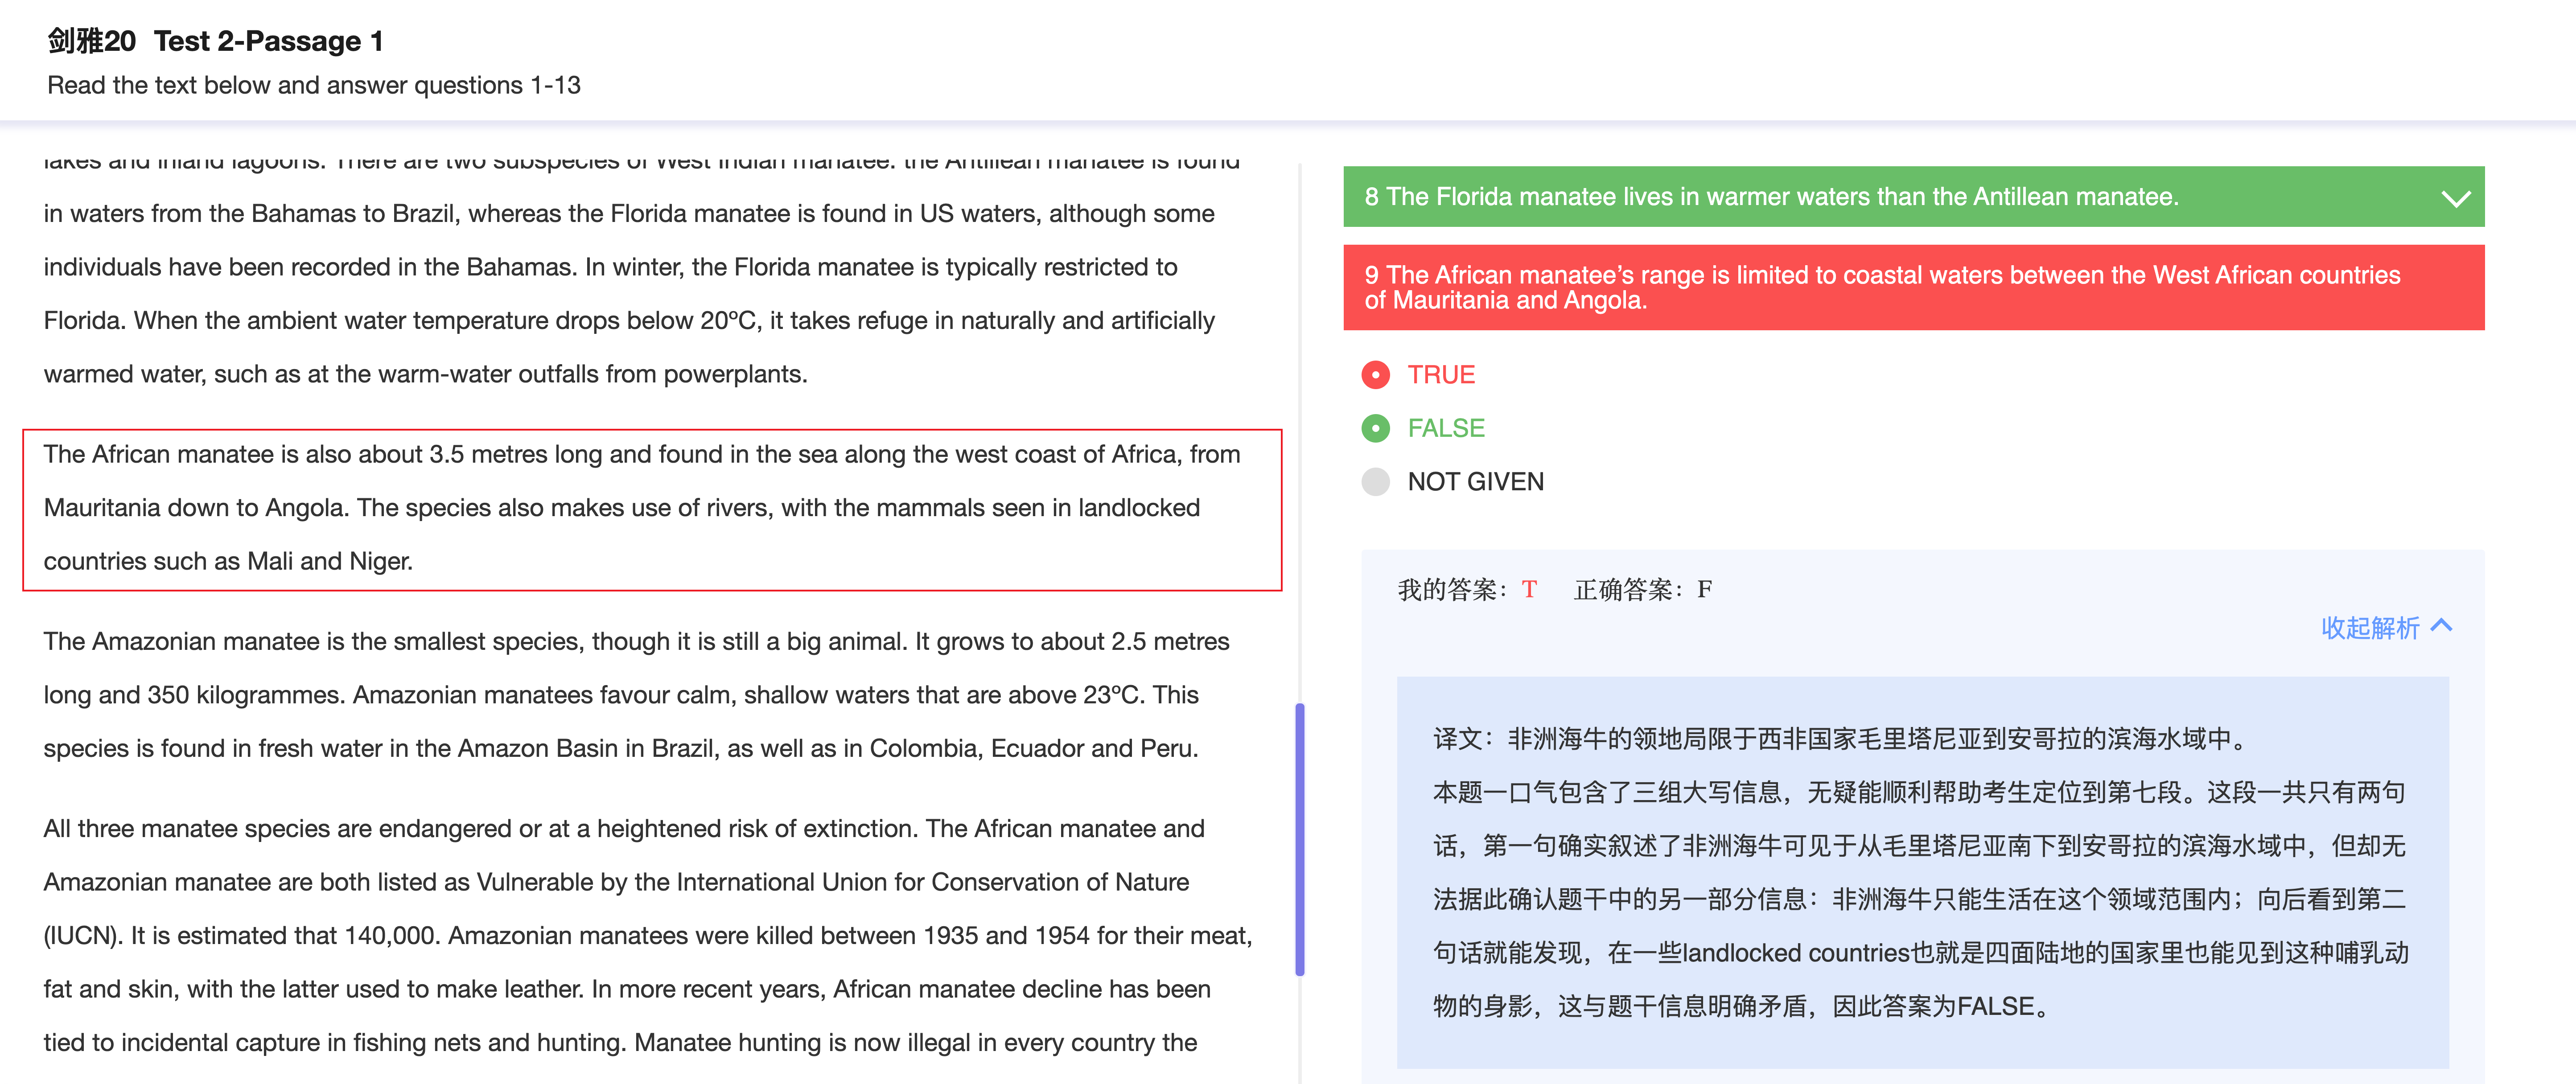 剑雅20 Test 2-Passage 1
Read the text below and answer questions 1-13
lakes and inland lagoons. There are two subspecies of West Indian manatee: the Antillean manatee is found
in waters from the Bahamas to Brazil, whereas the Florida manatee is found in US waters, although some
individuals have been recorded in the Bahamas. In winter, the Florida manatee is typically restricted to
Florida. When the ambient water temperature drops below 20ºC, it takes refuge in naturally and artificially
warmed water, such as at the warm-water outfalls from powerplants.
The African manatee is also about 3.5 metres long and found in the sea along the west coast of Africa, from
Mauritania down to Angola. The species also makes use of rivers, with the mammals seen in landlocked
countries such as Mali and Niger.
The Amazonian manatee is the smallest species, though it is still a big animal. It grows to about 2.5 metres
long and 350 kilogrammes. Amazonian manatees favour calm, shallow waters that are above 23ºC. This
species is found in fresh water in the Amazon Basin in Brazil, as well as in Colombia, Ecuador and Peru.
All three manatee species are endangered or at a heightened risk of extinction. The African manatee and
Amazonian manatee are both listed as Vulnerable by the International Union for Conservation of Nature
(IUCN). It is estimated that 140,000. Amazonian manatees were killed between 1935 and 1954 for their meat,
fat and skin, with the latter used to make leather. In more recent years, African manatee decline has been
tied to incidental capture in fishing nets and hunting. Manatee hunting is now illegal in every country the
8 The Florida manatee lives in warmer waters than the Antillean manatee.
9 The African manatee’s range is limited to coastal waters between the West African countries
of Mauritania and Angola.
TRUE
FALSE
NOT GIVEN
我的答案：T 正确答案：F
收起解析
译文：非洲海牛的领地局限于西非国家毛里塔尼亚到安哥拉的滨海水域中。
本题一口气包含了三组大写信息，无疑能顺利帮助考生定位到第七段。这段一共只有两句
话，第一句确实叙述了非洲海牛可见于从毛里塔尼亚南下到安哥拉的滨海水域中，但却无
法据此确认题干中的另一部分信息：非洲海牛只能生活在这个领域范围内；向后看到第二
句话就能发现，在一些landlocked countries也就是四面陆地的国家里也能见到这种哺乳动
物的身影，这与题干信息明确矛盾，因此答案为FALSE。